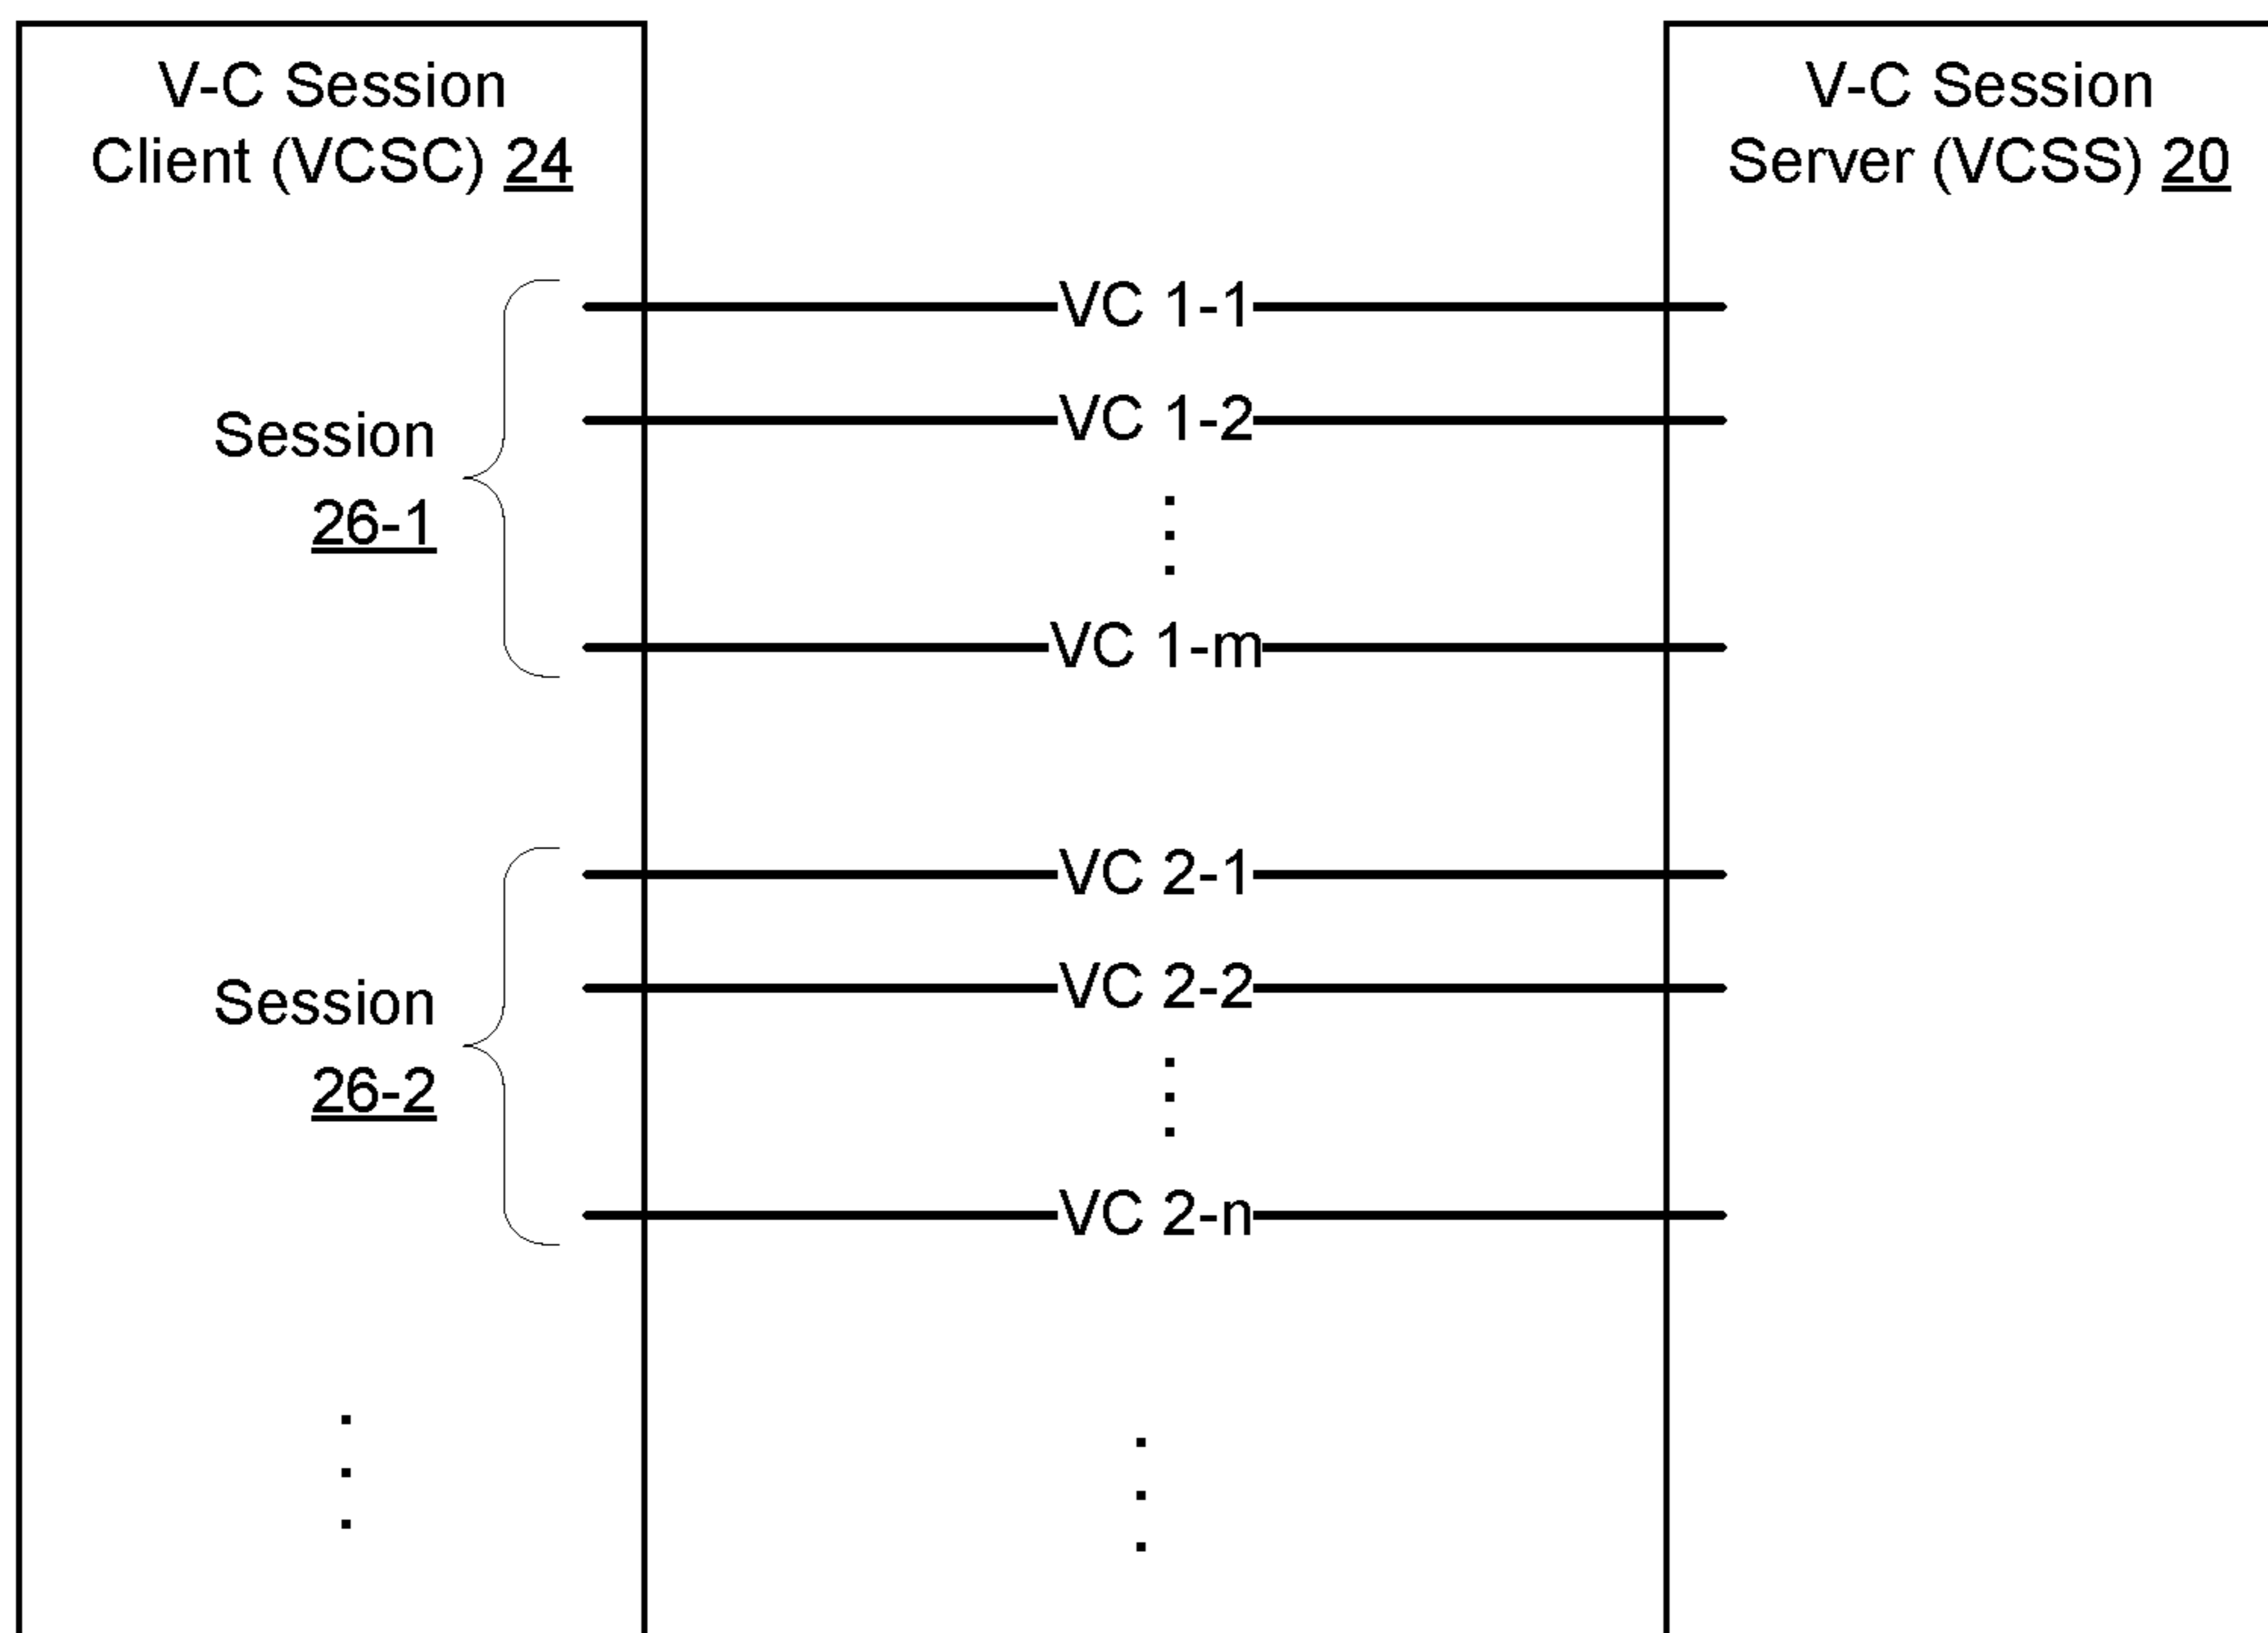 V-C Session
Client (VCSC) 24
V-C Session
Server (VCSS) 20
Session
26-1
VC 1-1
VC 1-2
VC 1-m
Session
26-2
VC 2-1
VC 2-2
VC 2-n